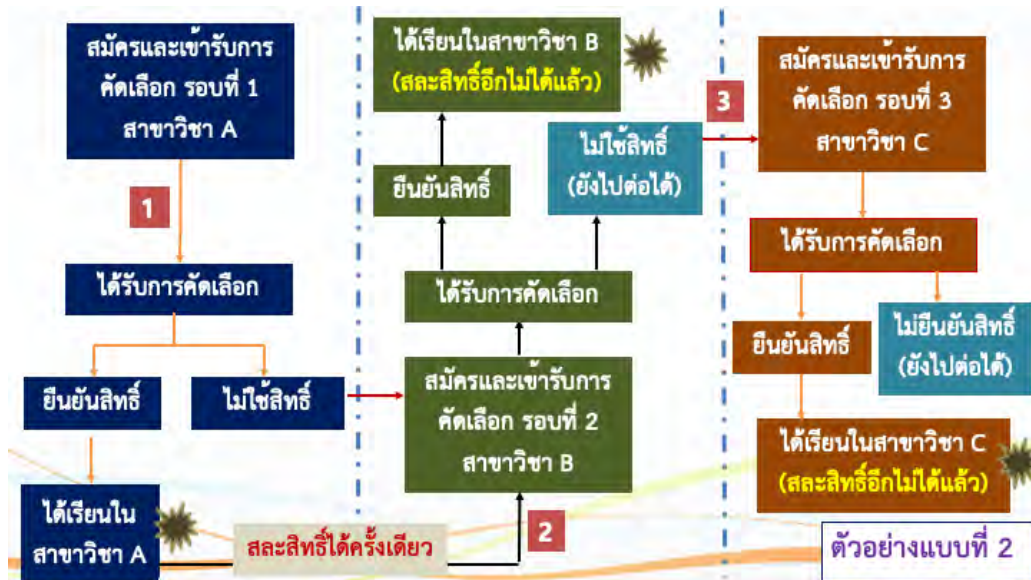 สมัครและเข้ารับการ
คัดเลือก รอบที่ 1
สาขาวิชา A
1
ได้รับการคัดเลือก
ยืนยันสิทธิ์
ไม่ใช้สิทธิ์
ได้เรียนใน
สาขาวิชา A
สละสิทธิ์ได้ครั้งเดียว
2
สมัครและเข้ารับการ
คัดเลือก รอบที่ 2
สาขาวิชา B
ได้รับการคัดเลือก
ยืนยันสิทธิ์
ไม่ใช้สิทธิ์
(ยังไปต่อได้)
ได้เรียนในสาขาวิชา B
(สละสิทธิ์อีกไม่ได้แล้ว)
3
สมัครและเข้ารับการ
คัดเลือก รอบที่ 3
สาขาวิชา C
ได้รับการคัดเลือก
ยืนยันสิทธิ์
ไม่ยืนยันสิทธิ์
(ยังไปต่อได้)
ได้เรียนในสาขาวิชา C
(สละสิทธิ์อีกไม่ได้แล้ว)
ตัวอย่างแบบที่ 2